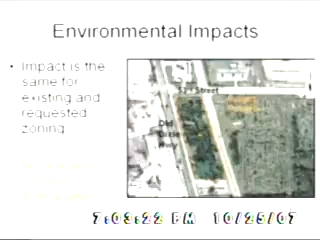 Environmental Impacts
• Impact is the
same for
existing and
requested
zoning
Street
Old
Hwy
7:03:22 PM 10/25/07